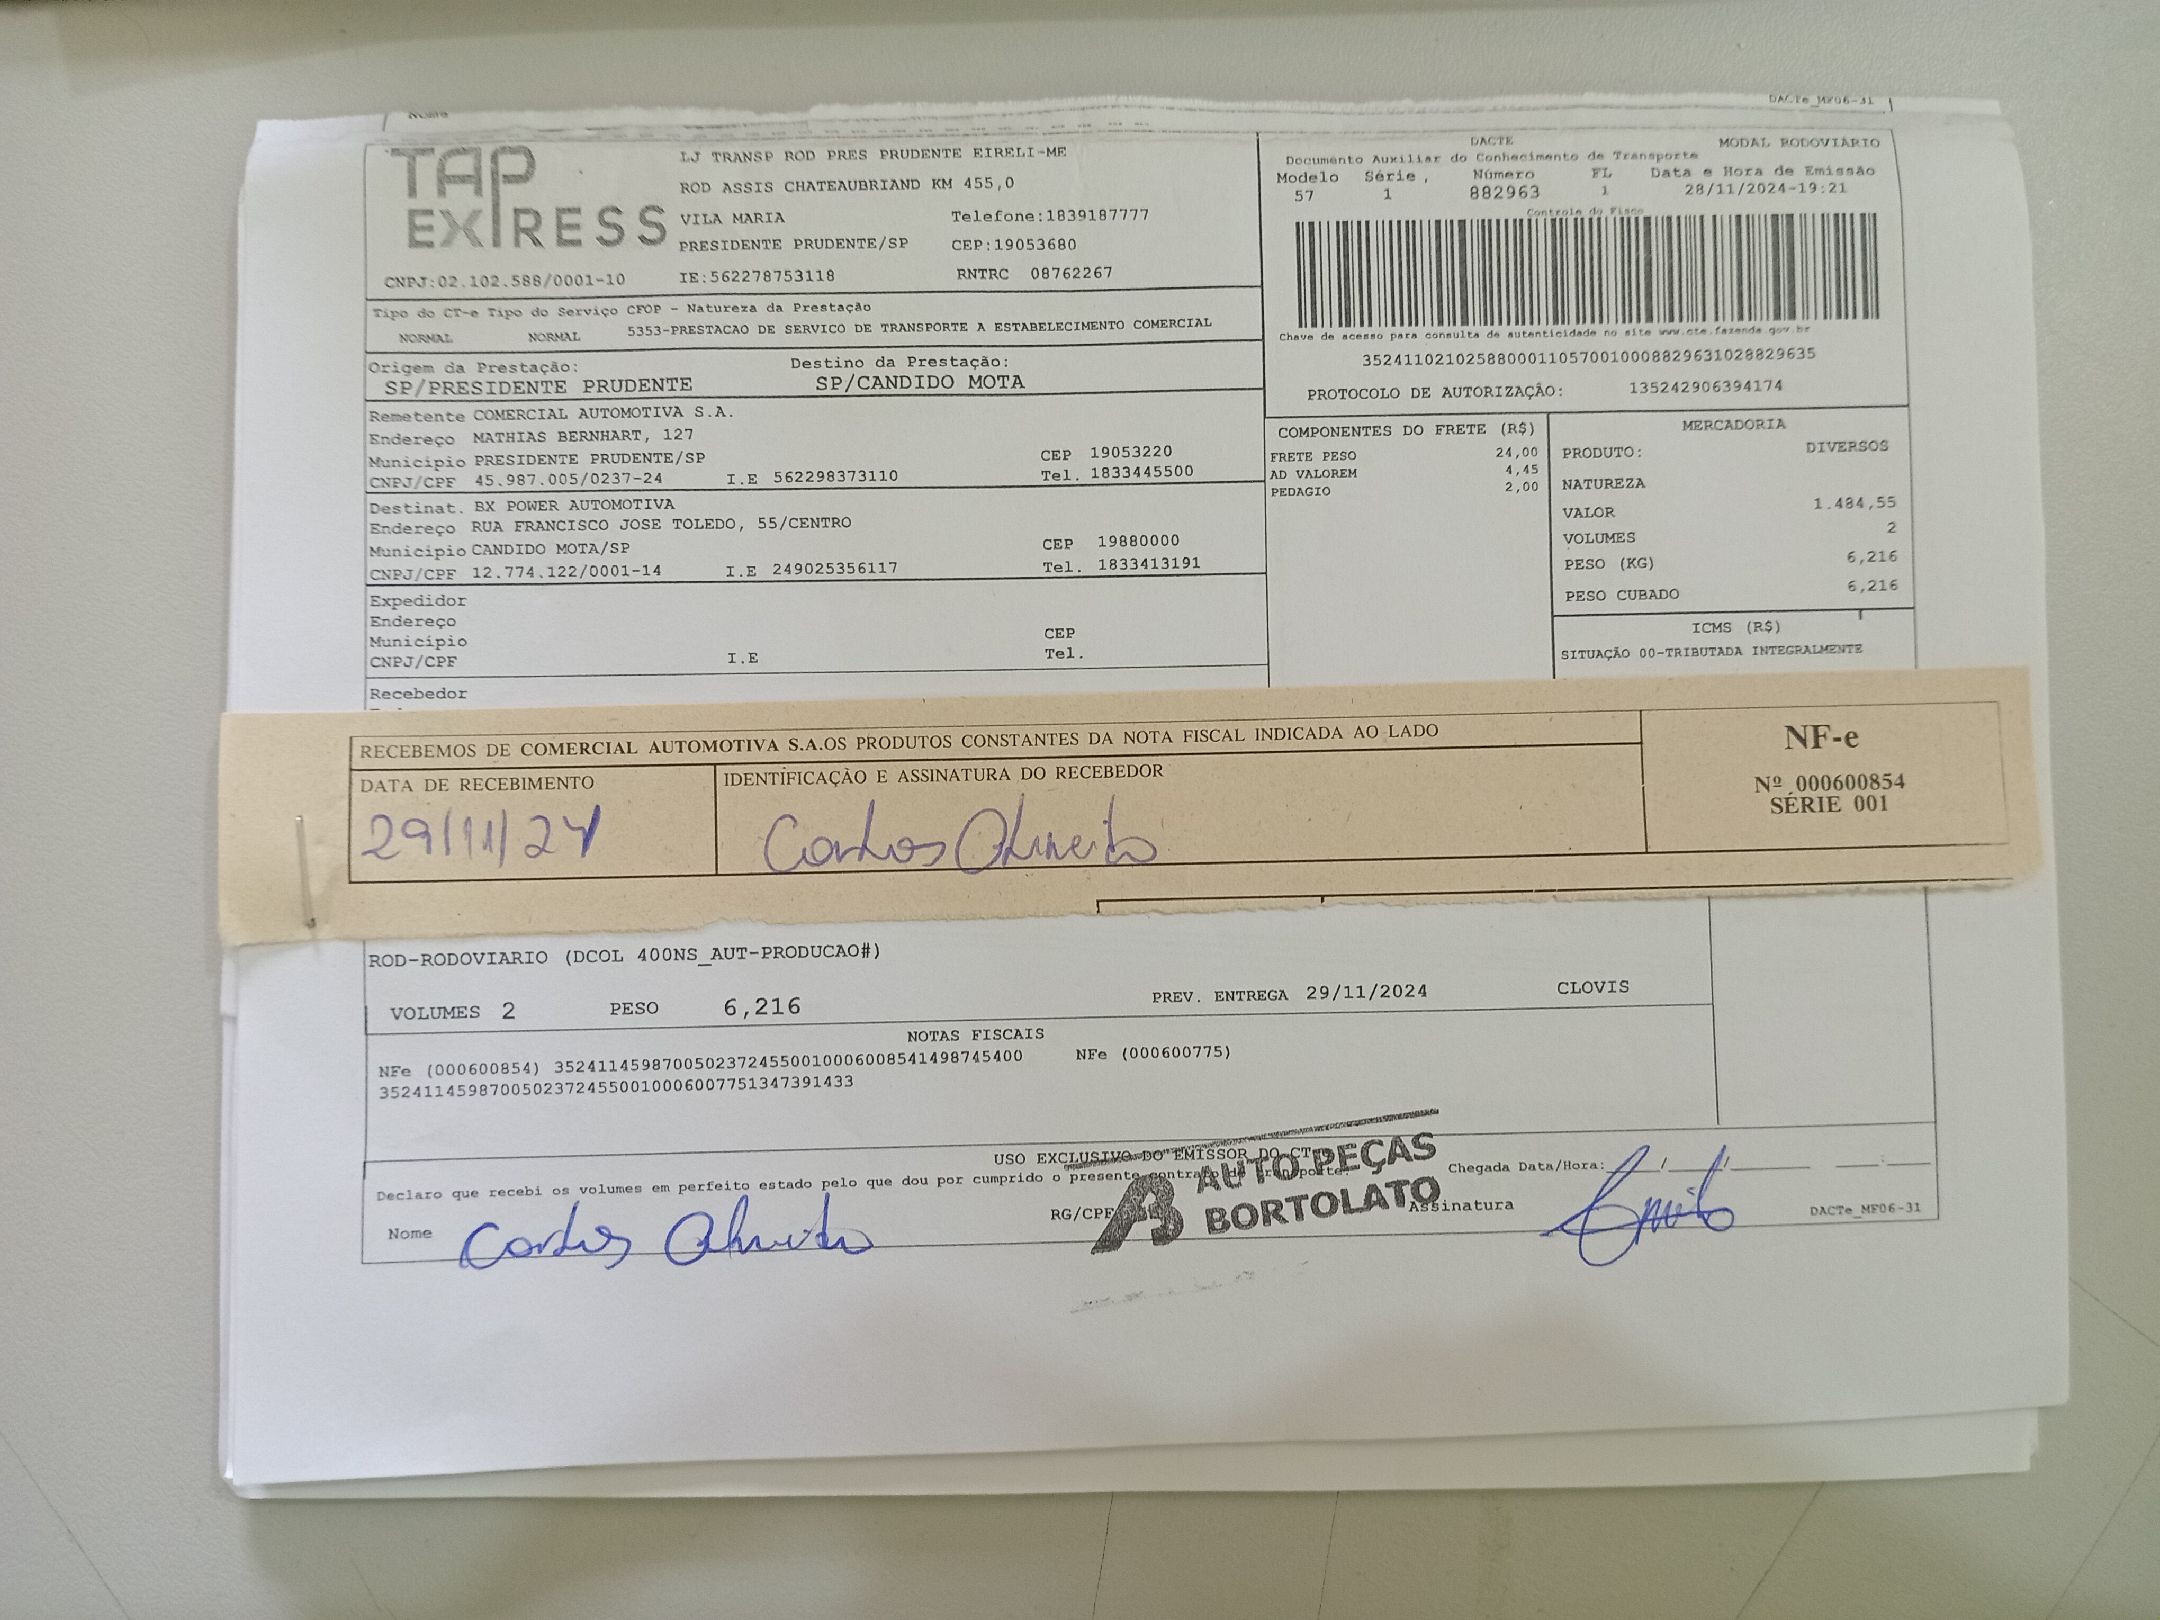 Nome
DACTe_MF06-31
TAP EXPRESS
CNPJ:02.102.588/0001-10
LJ TRANSP ROD PRES PRUDENTE EIRELI-ME
ROD ASSIS CHATEAUBRIAND KM 455,0
VILA MARIA Telefone:1839187777
PRESIDENTE PRUDENTE/SP CEP:19053680
IE:562278753118 RNTRC 08762267
DACTE MODAL RODOVIÁRIO
Documento Auxiliar do Conhecimento de Transporte
Modelo Série, Número FL Data e Hora de Emissão
57 1 882963 1 28/11/2024-19:21
Controle do Fisco
Chave de acesso para consulta de autenticidade no site www.cte.fazenda.gov.br
35241102102588000110570010008829631028829635
PROTOCOLO DE AUTORIZAÇÃO: 135242906394174
Tipo do CT-e Tipo do Serviço CFOP - Natureza da Prestação
NORMAL NORMAL 5353-PRESTACAO DE SERVICO DE TRANSPORTE A ESTABELECIMENTO COMERCIAL
Origem da Prestação: Destino da Prestação:
SP/PRESIDENTE PRUDENTE SP/CANDIDO MOTA
Remetente COMERCIAL AUTOMOTIVA S.A.
Endereço MATHIAS BERNHART, 127
Município PRESIDENTE PRUDENTE/SP CEP 19053220
CNPJ/CPF 45.987.005/0237-24 I.E 562298373110 Tel. 1833445500
Destinat. BX POWER AUTOMOTIVA
Endereço RUA FRANCISCO JOSE TOLEDO, 55/CENTRO
Município CANDIDO MOTA/SP CEP 19880000
CNPJ/CPF 12.774.122/0001-14 I.E 249025356117 Tel. 1833413191
Expedidor
Endereço
Município CEP
CNPJ/CPF I.E Tel.
Recebedor
COMPONENTES DO FRETE (R$)
FRETE PESO 24,00
AD VALOREM 4,45
PEDAGIO 2,00
MERCADORIA
PRODUTO: DIVERSOS
NATUREZA
VALOR 1.484,55
VOLUMES 2
PESO (KG) 6,216
PESO CUBADO 6,216
ICMS (R$)
SITUAÇÃO 00-TRIBUTADA INTEGRALMENTE
RECEBEMOS DE COMERCIAL AUTOMOTIVA S.A.OS PRODUTOS CONSTANTES DA NOTA FISCAL INDICADA AO LADO
DATA DE RECEBIMENTO IDENTIFICAÇÃO E ASSINATURA DO RECEBEDOR
29/11/24 Carlos Almeida
NF-e
Nº 000600854
SÉRIE 001
ROD-RODOVIARIO (DCOL 400NS_AUT-PRODUCAO#)
VOLUMES 2 PESO 6,216 PREV. ENTREGA 29/11/2024 CLOVIS
NOTAS FISCAIS
NFe (000600854) 35241145987005023724550010006008541498745400 NFe (000600775)
35241145987005023724550010006007751347391433
USO EXCLUSIVO DO EMISSOR DO CT
Declaro que recebi os volumes em perfeito estado pelo que dou por cumprido o presente contrato de transporte. Chegada Data/Hora: / / :
AUTO PEÇAS
BORTOLATO
Nome Carlos Almeida RG/CPF Assinatura DACTe_MF06-31